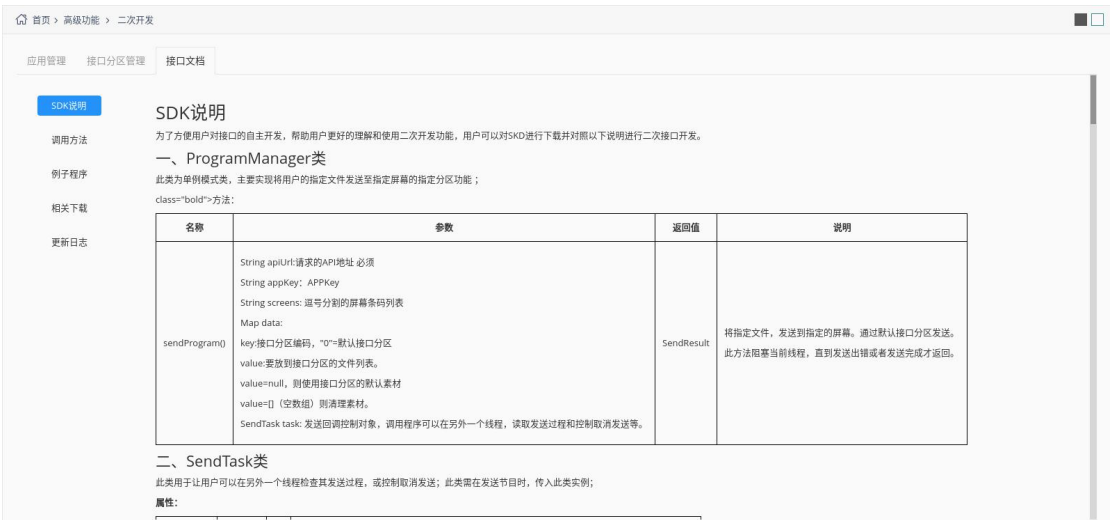 首页 › 高级功能 › 二次开发
应用管理 接口分区管理 接口文档
SDK说明
调用方法
例子程序
相关下载
更新日志
SDK说明
为了方便用户对接口的自主开发，帮助用户更好的理解和使用二次开发功能，用户可以对SKD进行下载并对照以下说明进行二次接口开发。
一、ProgramManager类
此类为单例模式类，主要实现将用户的指定文件发送至指定屏幕的指定分区功能；
class="bold">方法：
名称 参数 返回值 说明
sendProgram()
String apiUrl:请求的API地址 必须
String appKey：APPKey
String screens: 逗号分割的屏幕条码列表
Map data:
key:接口分区编码，"0"=默认接口分区
value:要放到接口分区的文件列表。
value=null，则使用接口分区的默认素材
value=[]（空数组）则清理素材。
SendTask task: 发送回调控制对象，调用程序可以在另外一个线程，读取发送过程和控制取消发送等。
SendResult
将指定文件，发送到指定的屏幕。通过默认接口分区发送。
此方法阻塞当前线程，直到发送出错或者发送完成才返回。
二、SendTask类
此类用于让用户可以在另外一个线程检查其发送过程，或控制取消发送；此类需在发送节目时，传入此类实例；
属性：